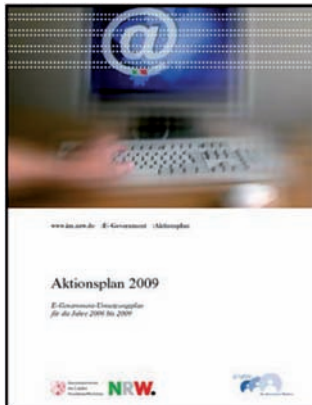 @
www.im.nrw.de E-Government Aktionsplan
Aktionsplan 2009
E-Government-Umsetzungsplan
für die Jahre 2006 bis 2009
NRW.